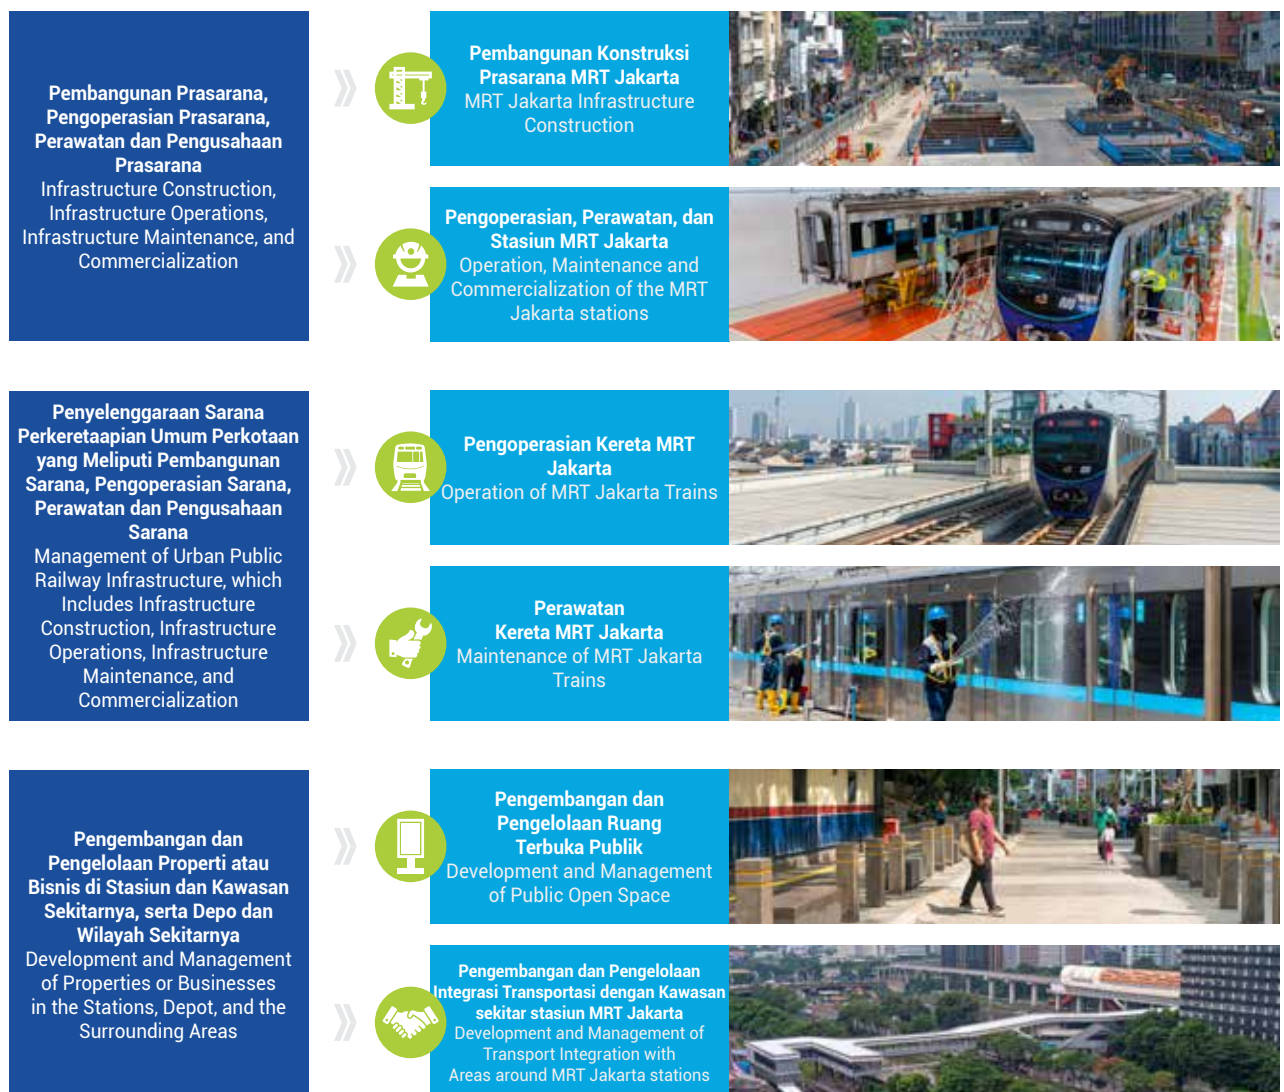 Pembangunan Prasarana,
Pengoperasian Prasarana,
Perawatan dan Pengusahaan
Prasarana
Infrastructure Construction,
Infrastructure Operations,
Infrastructure Maintenance, and
Commercialization
Pembangunan Konstruksi
Prasarana MRT Jakarta
MRT Jakarta Infrastructure
Construction
Pengoperasian, Perawatan, dan
Stasiun MRT Jakarta
Operation, Maintenance and
Commercialization of the MRT
Jakarta stations
Penyelenggaraan Sarana
Perkeretaapian Umum Perkotaan
yang Meliputi Pembangunan
Sarana, Pengoperasian Sarana,
Perawatan dan Pengusahaan
Sarana
Management of Urban Public
Railway Infrastructure, which
Includes Infrastructure
Construction, Infrastructure
Operations, Infrastructure
Maintenance, and
Commercialization
Pengoperasian Kereta MRT
Jakarta
Operation of MRT Jakarta Trains
Perawatan
Kereta MRT Jakarta
Maintenance of MRT Jakarta
Trains
Pengembangan dan
Pengelolaan Properti atau
Bisnis di Stasiun dan Kawasan
Sekitarnya, serta Depo dan
Wilayah Sekitarnya
Development and Management
of Properties or Businesses
in the Stations, Depot, and the
Surrounding Areas
Pengembangan dan
Pengelolaan Ruang
Terbuka Publik
Development and Management
of Public Open Space
Pengembangan dan Pengelolaan
Integrasi Transportasi dengan Kawasan
sekitar stasiun MRT Jakarta
Development and Management of
Transport Integration with
Areas around MRT Jakarta stations